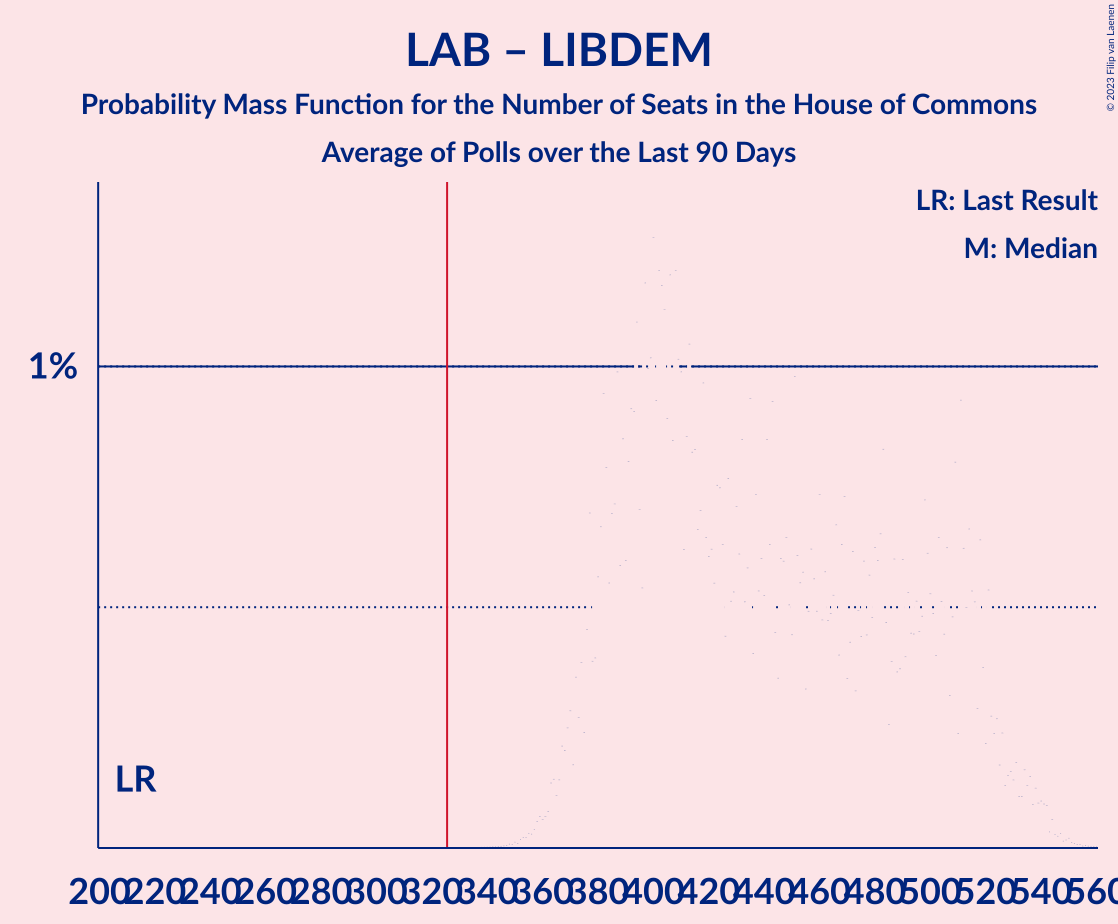 LAB – LIBDEM
Probability Mass Function for the Number of Seats in the House of Commons
Average of Polls over the Last 90 Days
© 2023 Filip van Laenen
LR: Last Result
M: Median
1%
LR
200 220 240 260 280 300 320 340 360 380 400 420 440 460 480 500 520 540 560